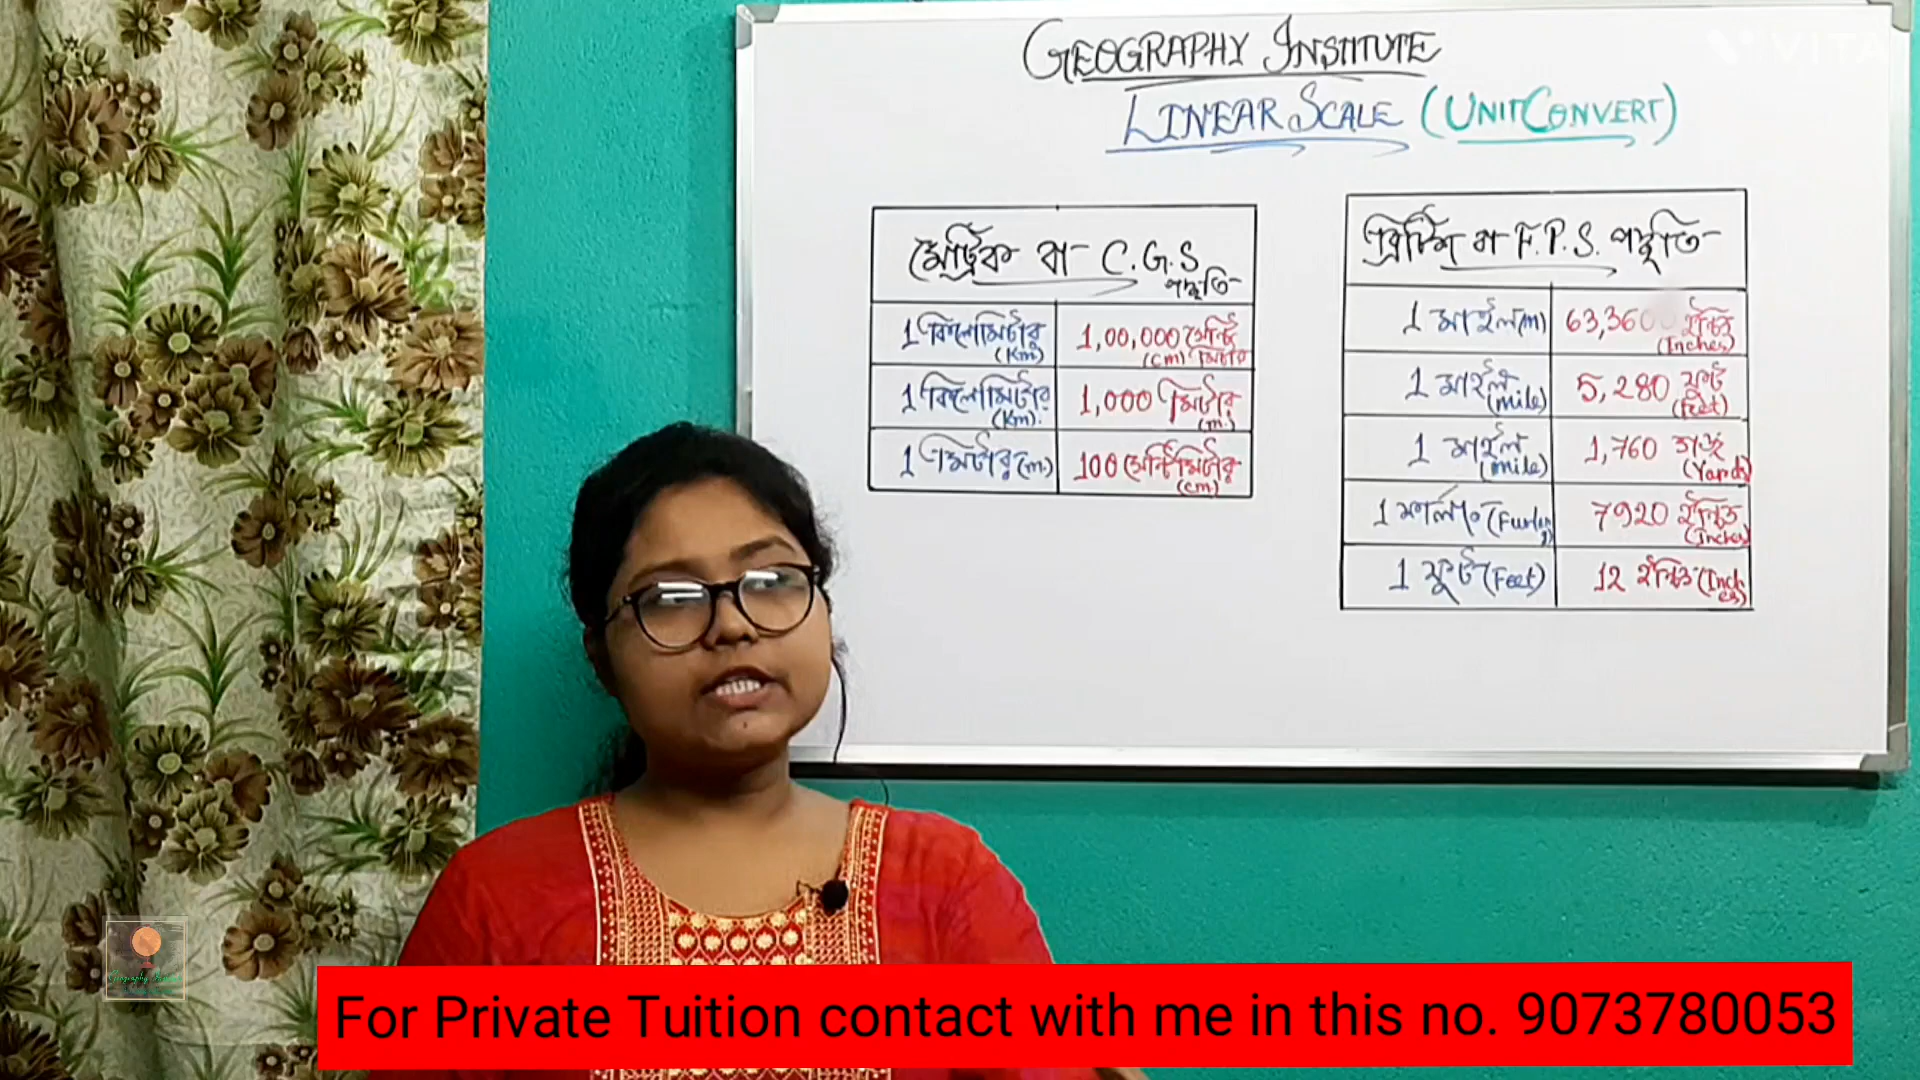 GEOGRAPHY INSTITUTE
LINEAR SCALE (UNIT CONVERT)
VITA
মেট্রিক বা C.G.S
পদ্ধতি
1 কিলোমিটার (Km) 1,00,000 সেন্টি মিটার (cm)
1 কিলোমিটার (Km). 1,000 মিটার (m.)
1 মিটার (m.) 100 সেন্টিমিটার (cm)
ব্রিটিশ বা F.P.S. পদ্ধতি
1 মাইল (m) 63,360 ইঞ্চি (Inches)
1 মাইল (mile) 5,280 ফুট (Feet)
1 মাইল (mile) 1,760 গজ (Yards)
1 ফার্লং (Furlong) 7920 ইঞ্চি (Inches)
1 ফুট (Feet) 12 ইঞ্চি (Inches)
For Private Tuition contact with me in this no. 9073780053